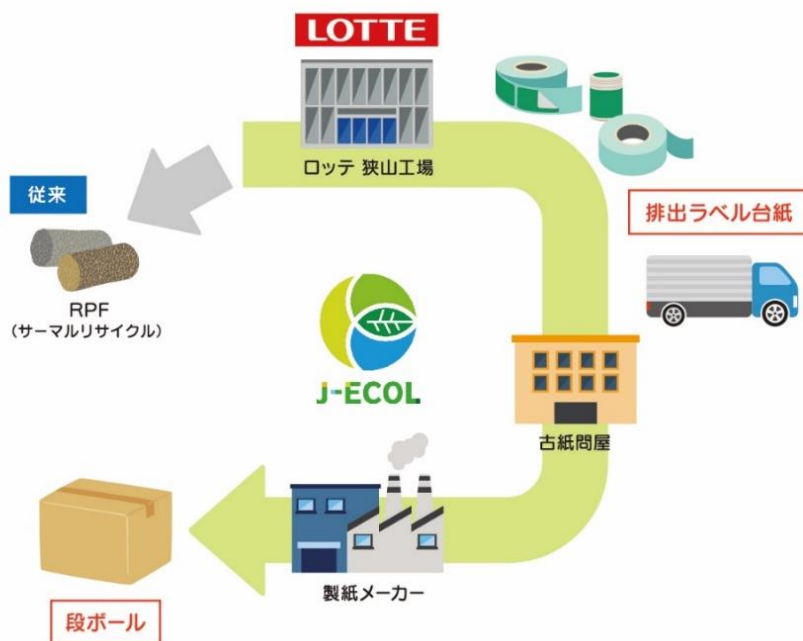 LOTTE
ロッテ 狭山工場
従来
排出ラベル台紙
RPF
(サーマルリサイクル)
J-ECOL
古紙問屋
製紙メーカー
段ボール